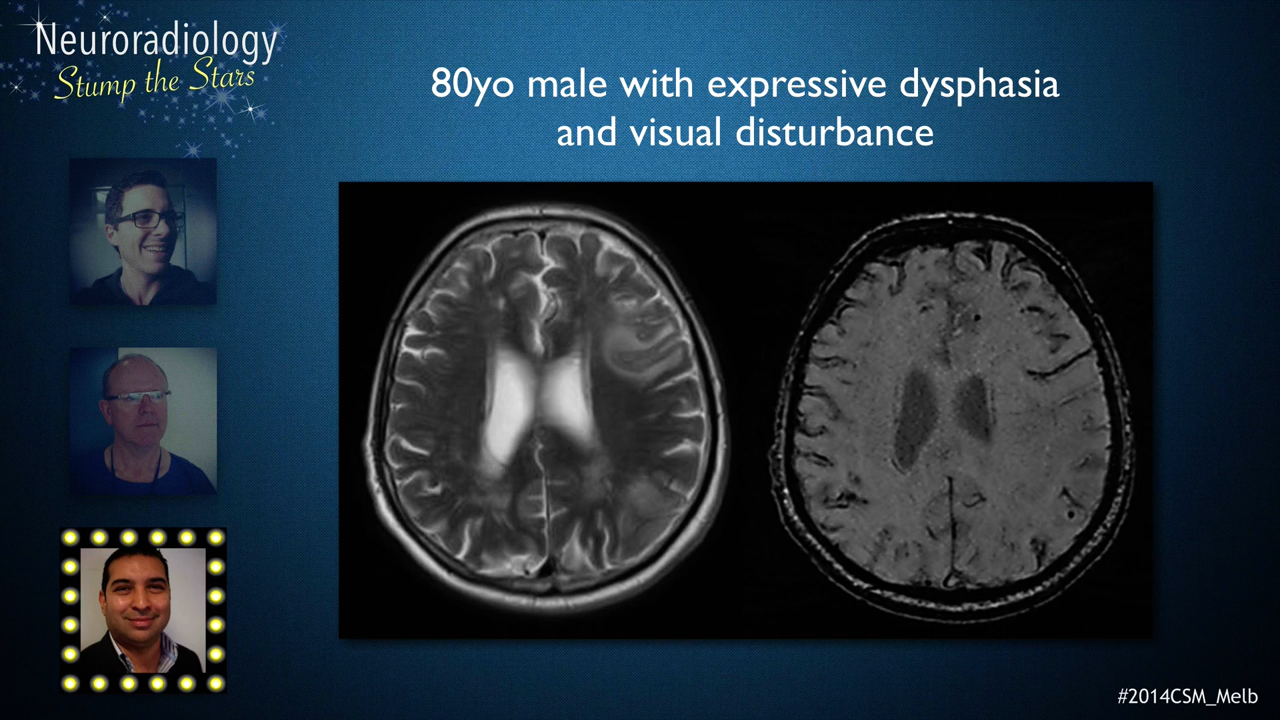 Neuroradiology
Stump the Stars
80yo male with expressive dysphasia
and visual disturbance
#2014CSM_Melb